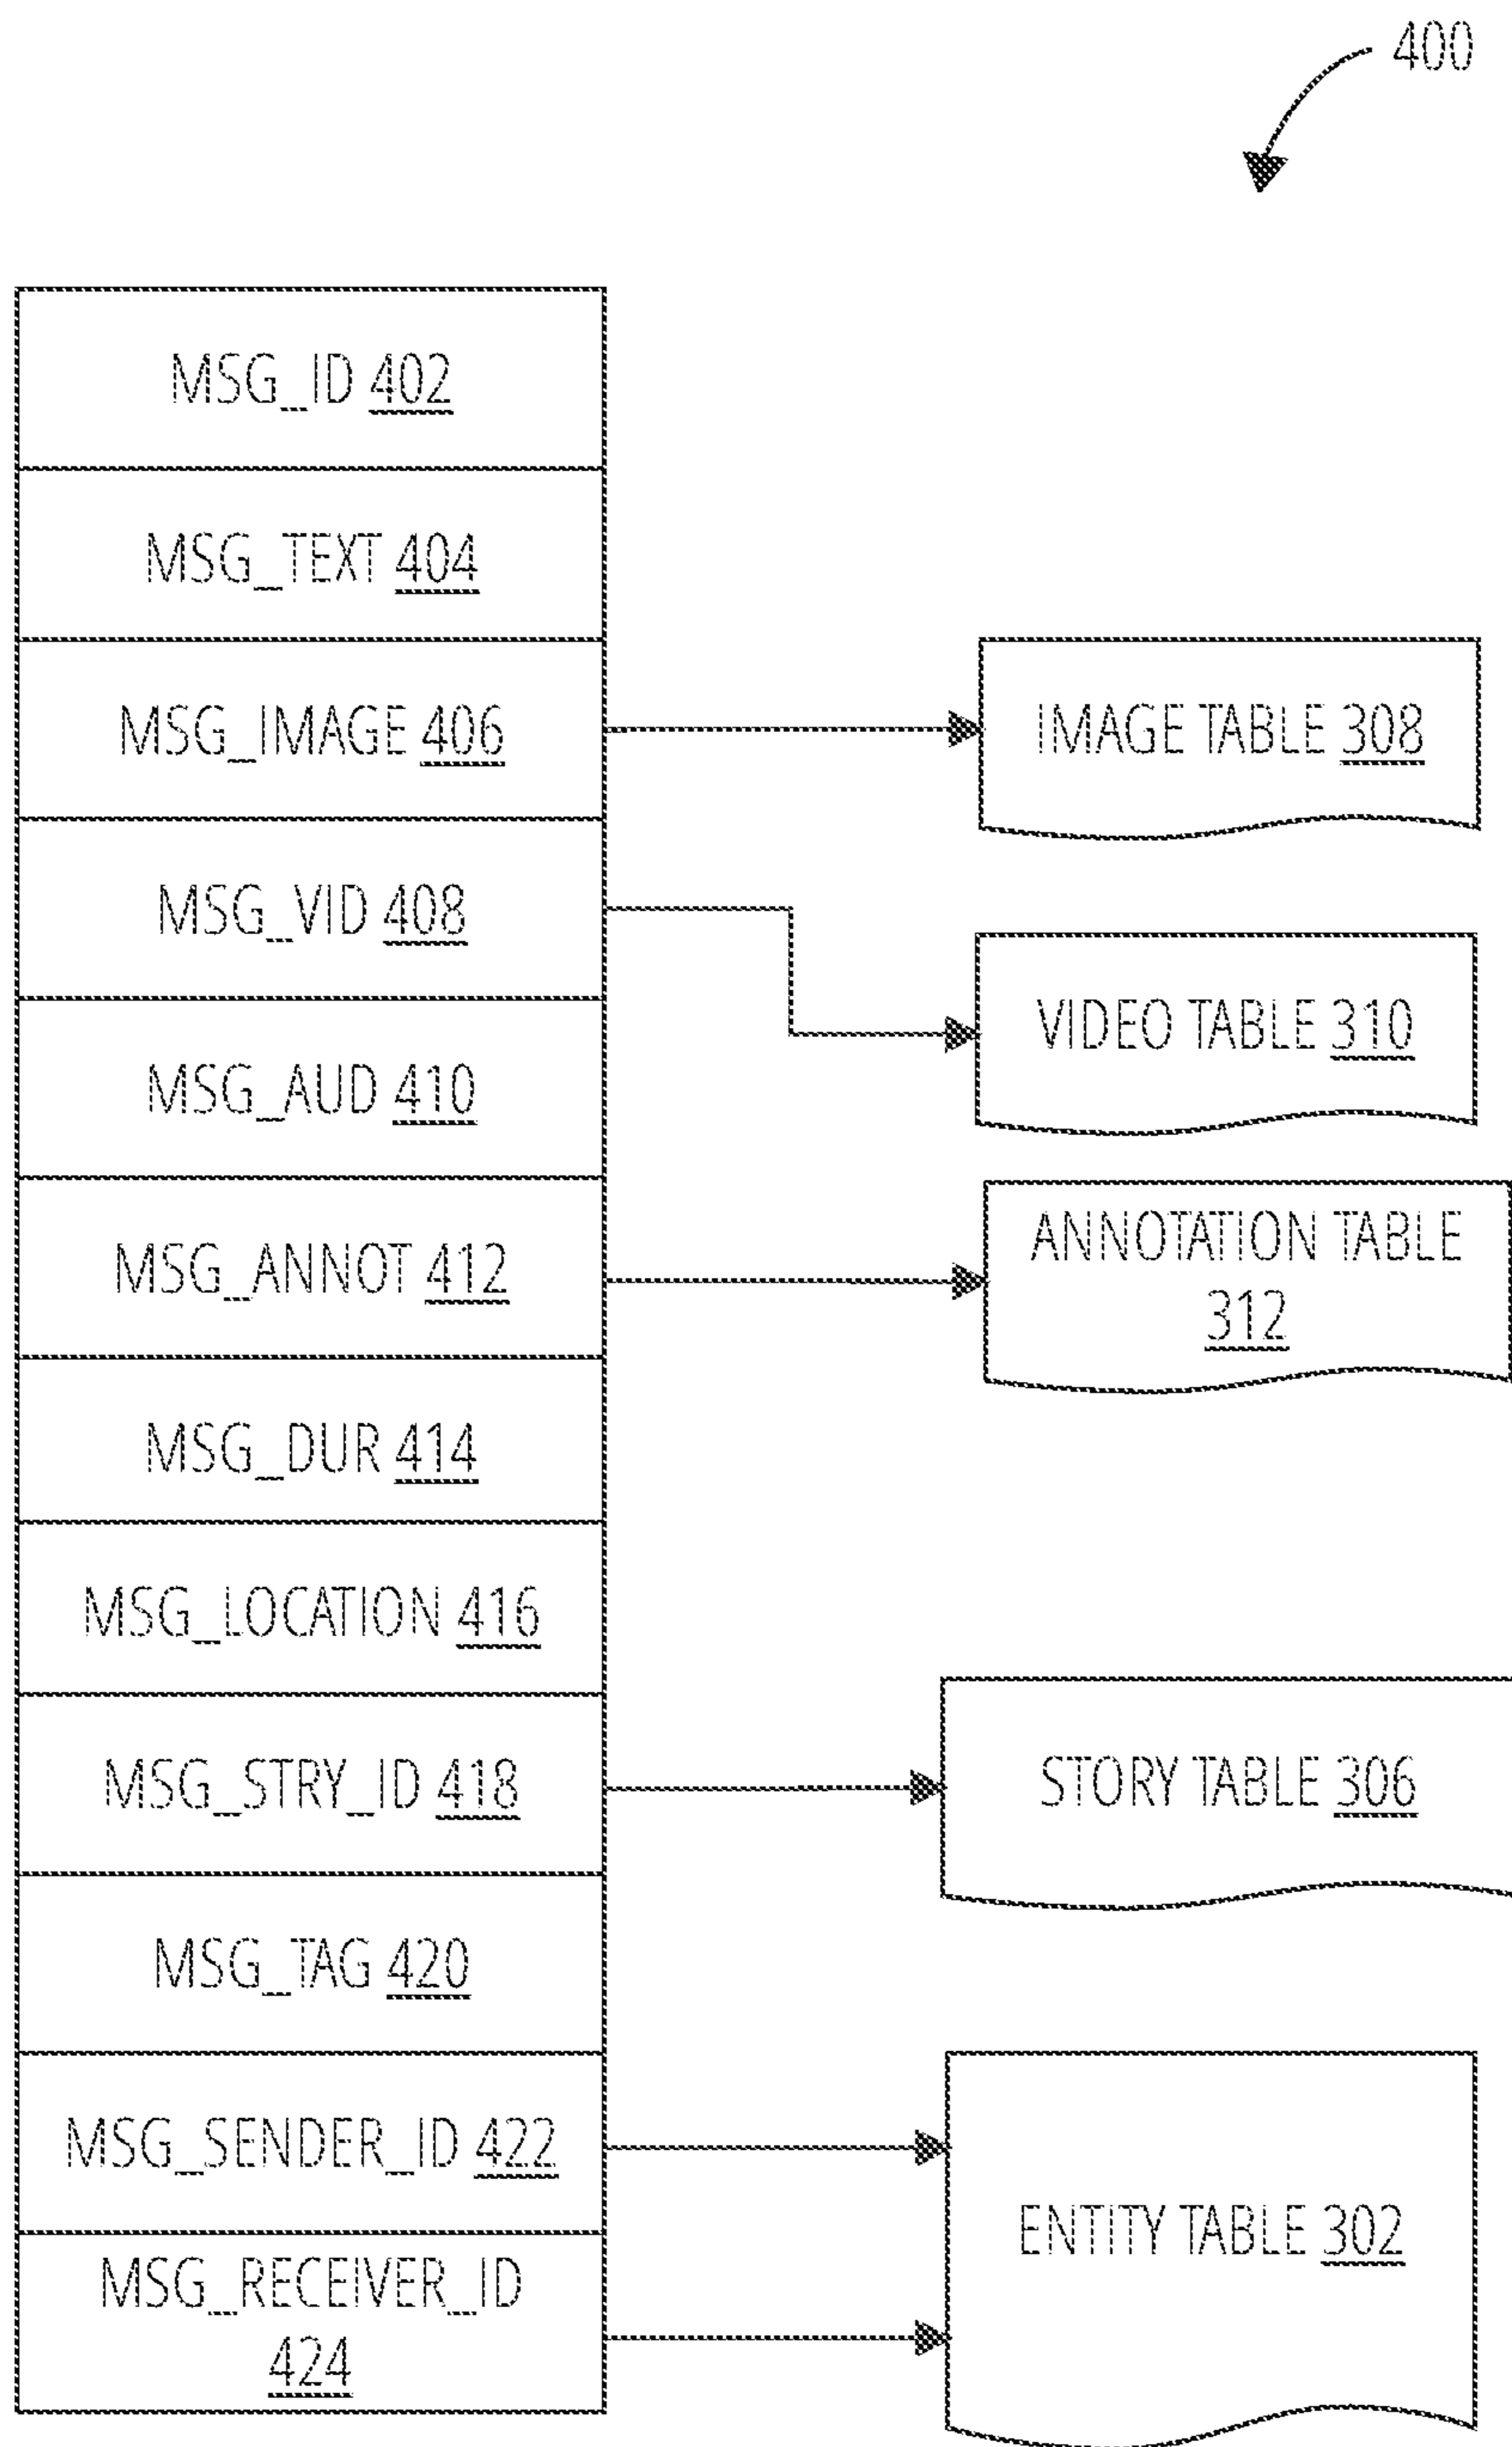 400
MSG_ID 402
MSG_TEXT 404
MSG_IMAGE 406
IMAGE TABLE 308
MSG_VID 408
VIDEO TABLE 310
MSG_AUD 410
MSG_ANNOT 412
ANNOTATION TABLE
312
MSG_DUR 414
MSG_LOCATION 416
MSG_STRY_ID 418
STORY TABLE 306
MSG_TAG 420
MSG_SENDER_ID 422
ENTITY TABLE 302
MSG_RECEIVER_ID
424